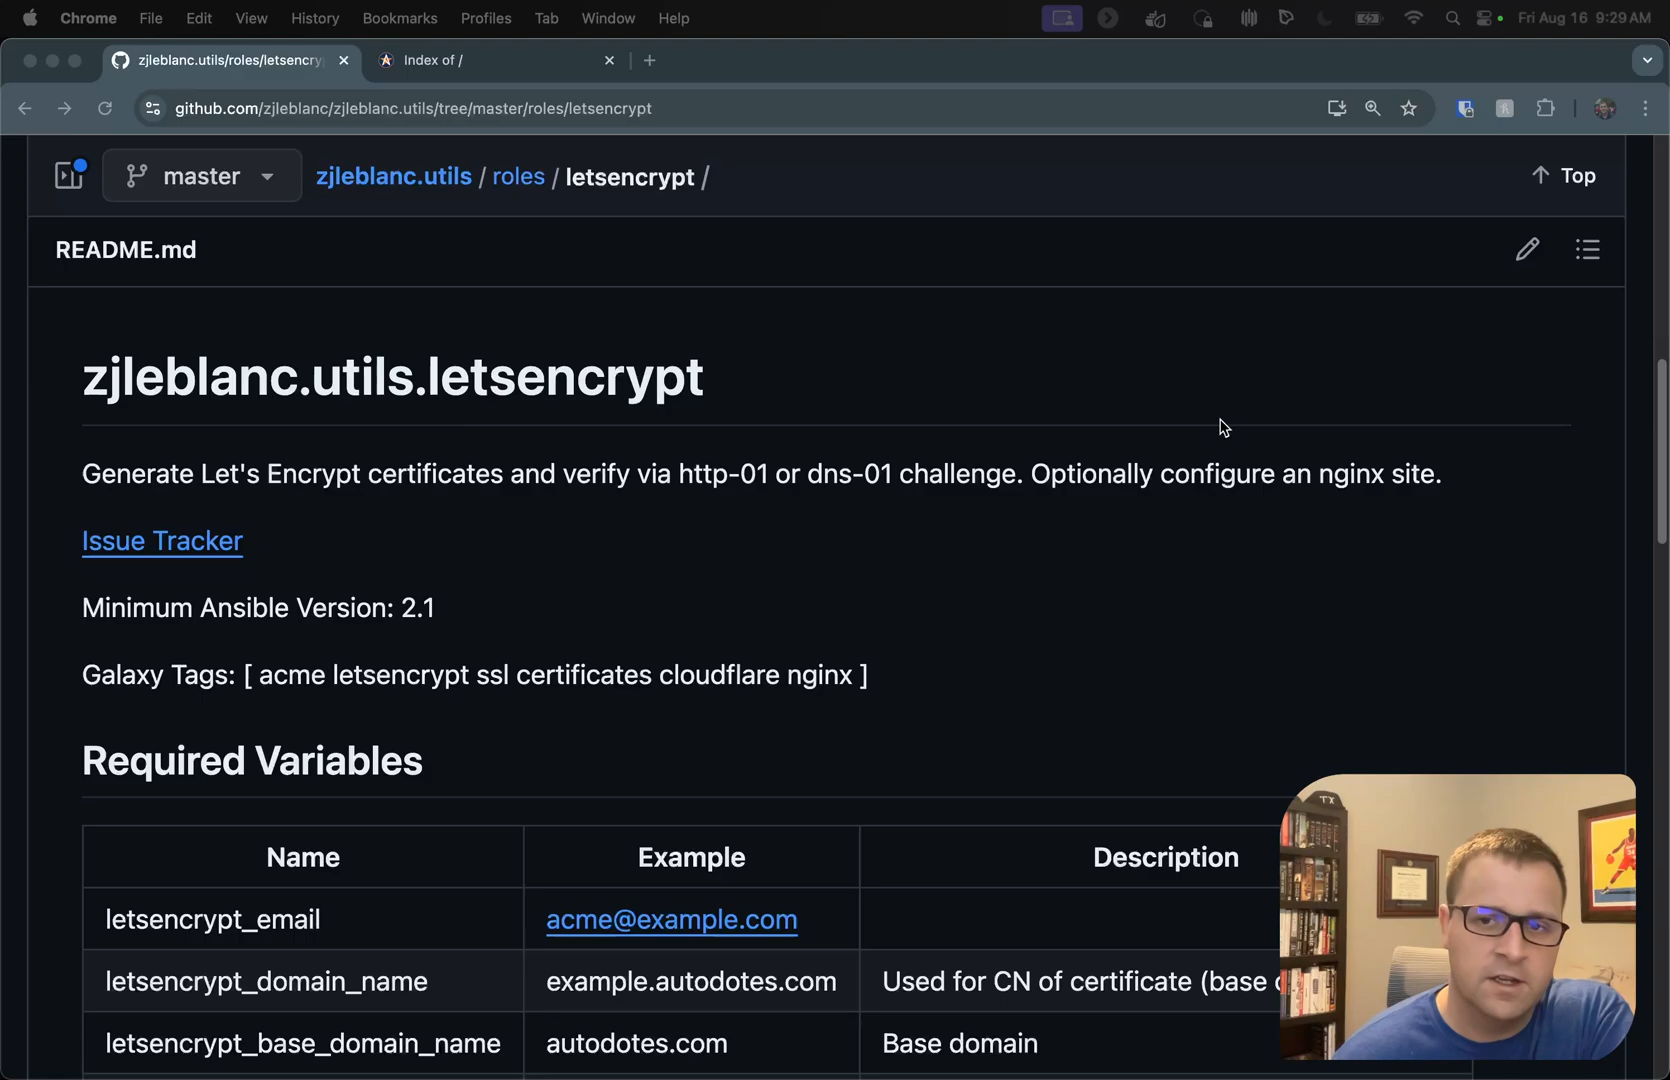 Chrome File Edit View History Bookmarks Profiles Tab Window Help Fri Aug 16 9:29 AM
zjleblanc.utils/roles/letsencry Index of /
github.com/zjleblanc/zjleblanc.utils/tree/master/roles/letsencrypt
master zjleblanc.utils / roles / letsencrypt / Top
README.md
zjleblanc.utils.letsencrypt
Generate Let's Encrypt certificates and verify via http-01 or dns-01 challenge. Optionally configure an nginx site.
Issue Tracker
Minimum Ansible Version: 2.1
Galaxy Tags: [ acme letsencrypt ssl certificates cloudflare nginx ]
Required Variables
Name Example Description
letsencrypt_email acme@example.com
letsencrypt_domain_name example.autodotes.com Used for CN of certificate (base
letsencrypt_base_domain_name autodotes.com Base domain